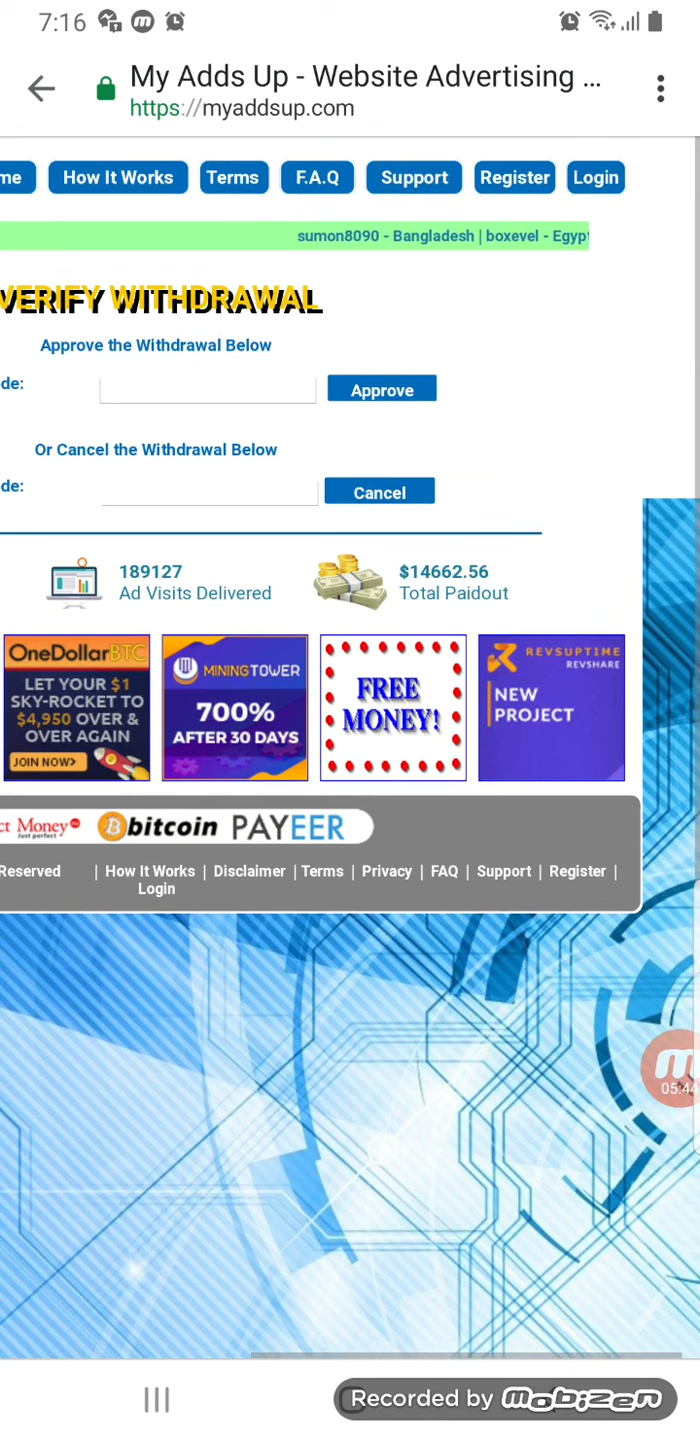 7:16
My Adds Up - Website Advertising ...
https://myaddsup.com
me How It Works Terms F.A.Q Support Register Login
sumon8090 - Bangladesh | boxevel - Egypt
VERIFY WITHDRAWAL
Approve the Withdrawal Below
de: Approve
Or Cancel the Withdrawal Below
de: Cancel
189127
Ad Visits Delivered
$14662.56
Total Paidout
OneDollarBTC
LET YOUR $1
SKY-ROCKET TO
$4,950 OVER &
OVER AGAIN
JOIN NOW>
MININGTOWER
700%
AFTER 30 DAYS
FREE
MONEY!
REVSUPTIME
REVSHARE
NEW
PROJECT
ct Money
Just perfect
bitcoin PAYEER
Reserved | How It Works | Disclaimer | Terms | Privacy | FAQ | Support | Register |
Login
05:44
Recorded by mobizen